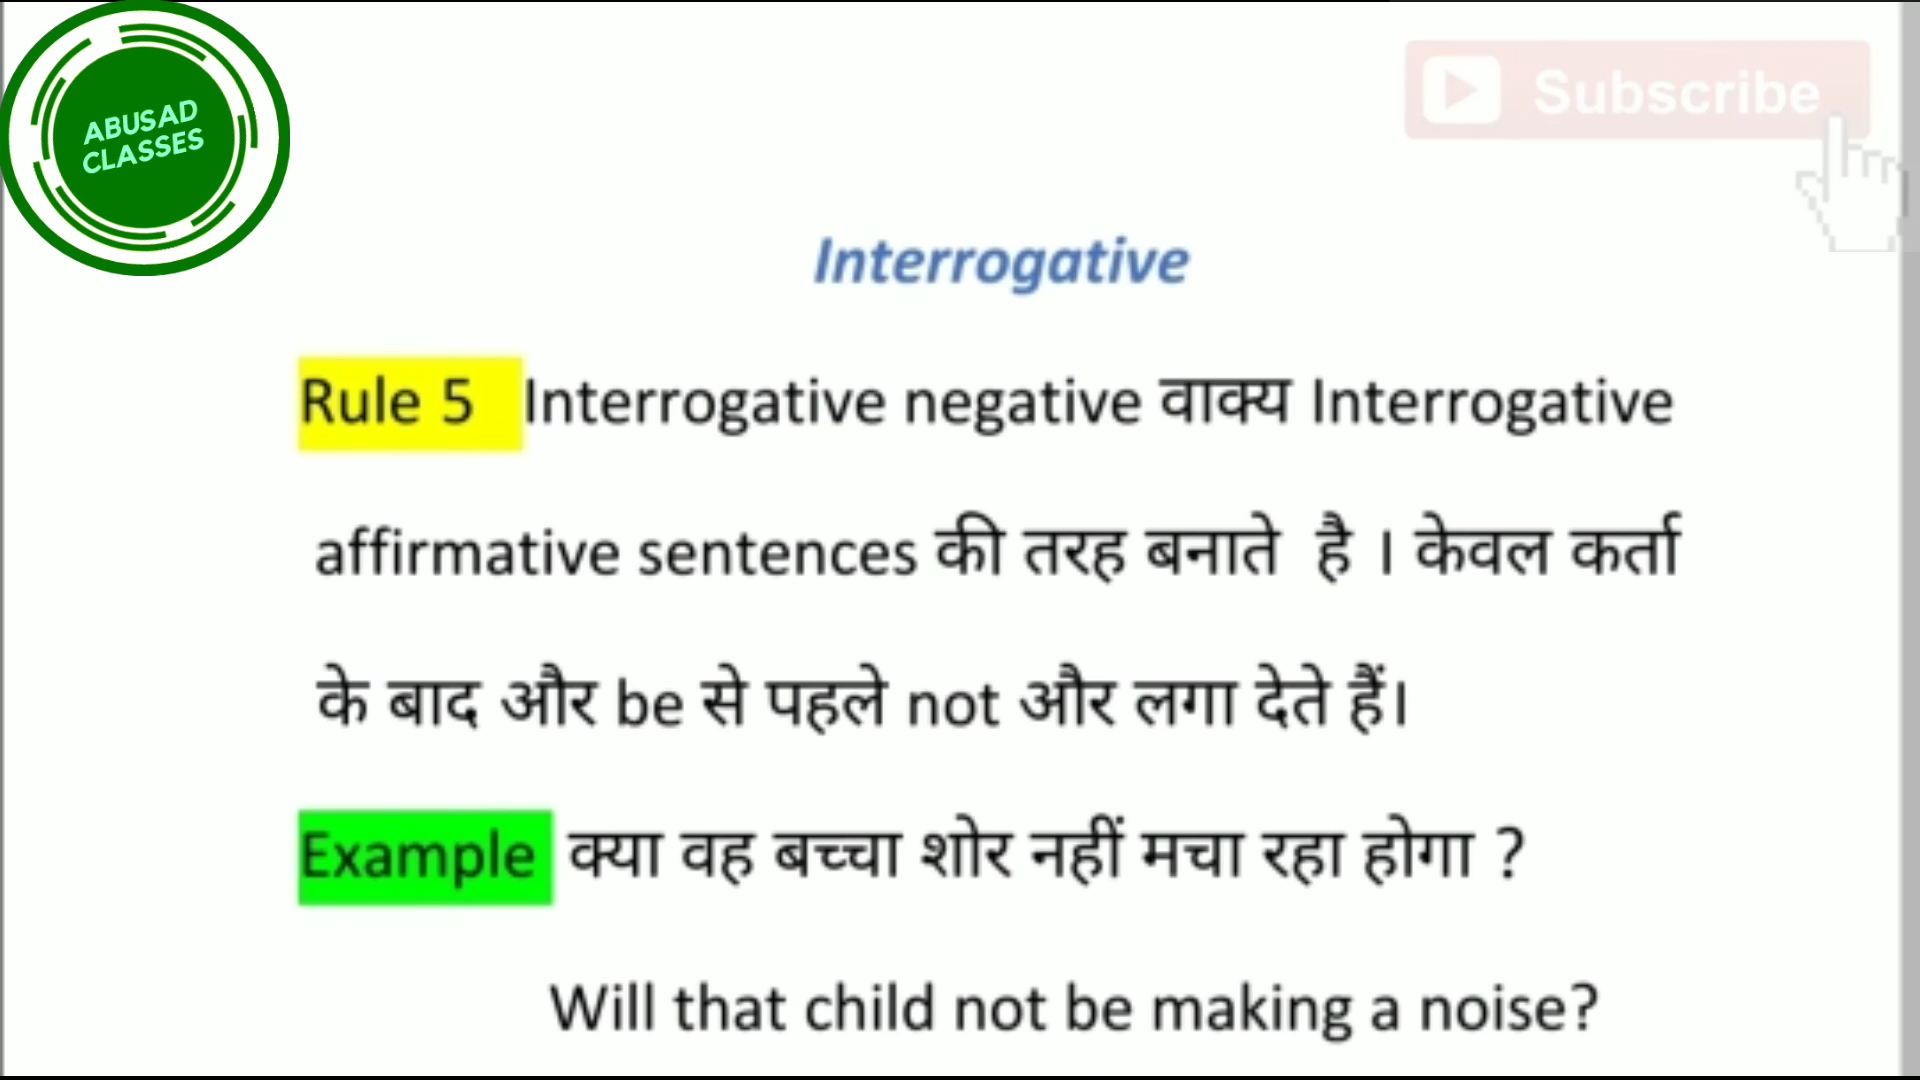 ABUSAD
CLASSES
Subscribe
Interrogative
Rule 5 Interrogative negative वाक्य Interrogative
affirmative sentences की तरह बनाते है । केवल कर्ता
के बाद और be से पहले not और लगा देते हैं।
Example क्या वह बच्चा शोर नहीं मचा रहा होगा ?
Will that child not be making a noise?